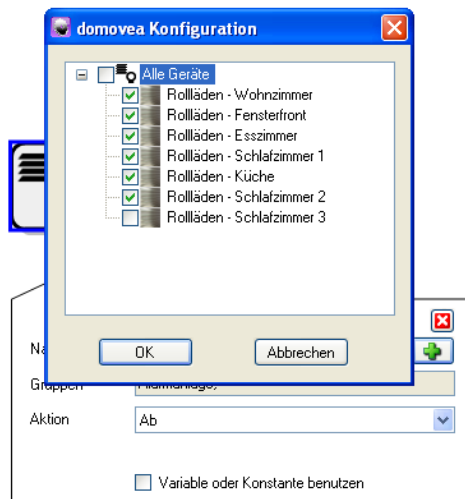 domovea Konfiguration
Alle Geräte
Rollläden - Wohnzimmer
Rollläden - Fensterfront
Rollläden - Esszimmer
Rollläden - Schlafzimmer 1
Rollläden - Küche
Rollläden - Schlafzimmer 2
Rollläden - Schlafzimmer 3
OK Abbrechen
Gruppen
Aktion Ab
Variable oder Konstante benutzen